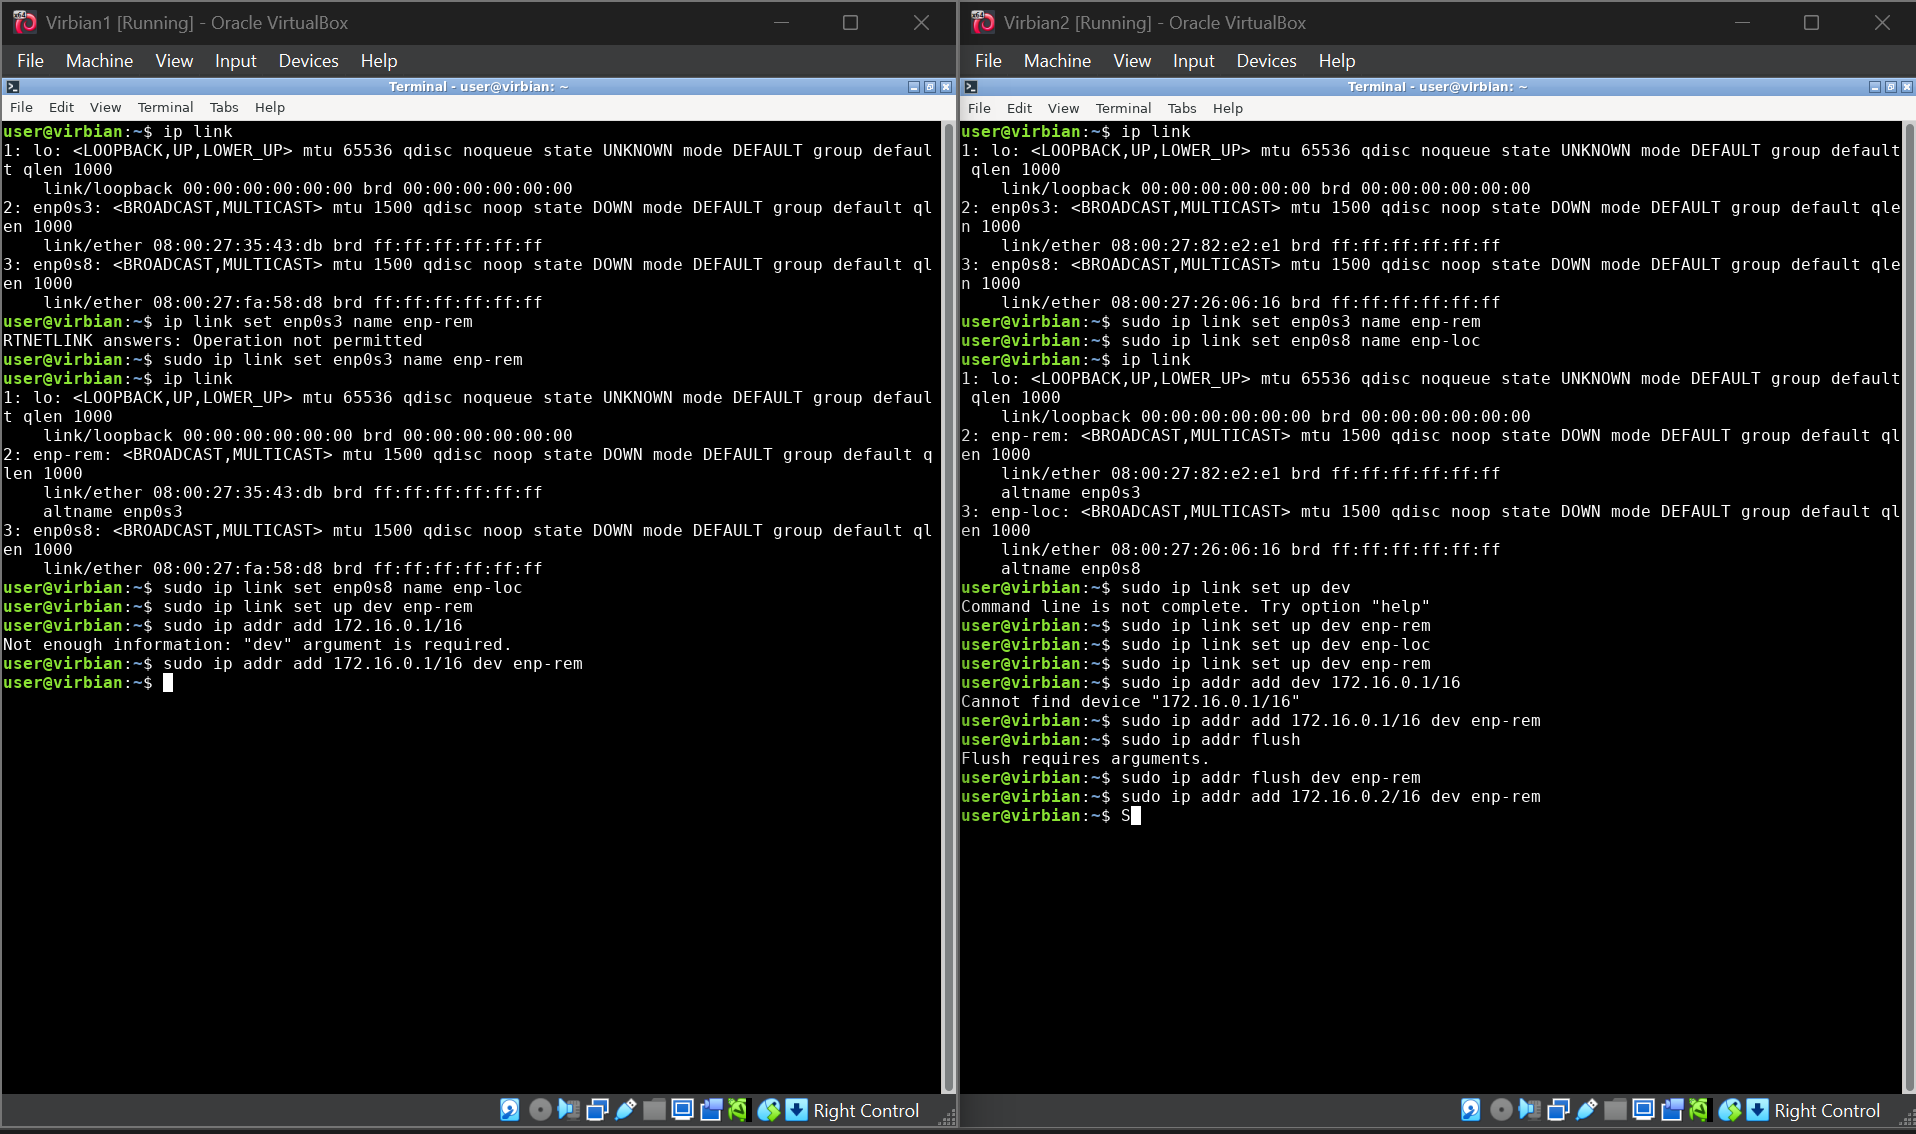 Virbian1 [Running] - Oracle VirtualBox
File Machine View Input Devices Help
Terminal - user@virbian: ~
File Edit View Terminal Tabs Help
user@virbian:~$ ip link
1: lo: <LOOPBACK,UP,LOWER_UP> mtu 65536 qdisc noqueue state UNKNOWN mode DEFAULT group defaul
t qlen 1000
    link/loopback 00:00:00:00:00:00 brd 00:00:00:00:00:00
2: enp0s3: <BROADCAST,MULTICAST> mtu 1500 qdisc noop state DOWN mode DEFAULT group default ql
en 1000
    link/ether 08:00:27:35:43:db brd ff:ff:ff:ff:ff:ff
3: enp0s8: <BROADCAST,MULTICAST> mtu 1500 qdisc noop state DOWN mode DEFAULT group default ql
en 1000
    link/ether 08:00:27:fa:58:d8 brd ff:ff:ff:ff:ff:ff
user@virbian:~$ ip link set enp0s3 name enp-rem
RTNETLINK answers: Operation not permitted
user@virbian:~$ sudo ip link set enp0s3 name enp-rem
user@virbian:~$ ip link
1: lo: <LOOPBACK,UP,LOWER_UP> mtu 65536 qdisc noqueue state UNKNOWN mode DEFAULT group defaul
t qlen 1000
    link/loopback 00:00:00:00:00:00 brd 00:00:00:00:00:00
2: enp-rem: <BROADCAST,MULTICAST> mtu 1500 qdisc noop state DOWN mode DEFAULT group default q
len 1000
    link/ether 08:00:27:35:43:db brd ff:ff:ff:ff:ff:ff
    altname enp0s3
3: enp0s8: <BROADCAST,MULTICAST> mtu 1500 qdisc noop state DOWN mode DEFAULT group default ql
en 1000
    link/ether 08:00:27:fa:58:d8 brd ff:ff:ff:ff:ff:ff
user@virbian:~$ sudo ip link set enp0s8 name enp-loc
user@virbian:~$ sudo ip link set up dev enp-rem
user@virbian:~$ sudo ip addr add 172.16.0.1/16
Not enough information: "dev" argument is required.
user@virbian:~$ sudo ip addr add 172.16.0.1/16 dev enp-rem
user@virbian:~$
Right Control
Virbian2 [Running] - Oracle VirtualBox
File Machine View Input Devices Help
Terminal - user@virbian: ~
File Edit View Terminal Tabs Help
user@virbian:~$ ip link
1: lo: <LOOPBACK,UP,LOWER_UP> mtu 65536 qdisc noqueue state UNKNOWN mode DEFAULT group default
 qlen 1000
    link/loopback 00:00:00:00:00:00 brd 00:00:00:00:00:00
2: enp0s3: <BROADCAST,MULTICAST> mtu 1500 qdisc noop state DOWN mode DEFAULT group default qle
n 1000
    link/ether 08:00:27:82:e2:e1 brd ff:ff:ff:ff:ff:ff
3: enp0s8: <BROADCAST,MULTICAST> mtu 1500 qdisc noop state DOWN mode DEFAULT group default qle
n 1000
    link/ether 08:00:27:26:06:16 brd ff:ff:ff:ff:ff:ff
user@virbian:~$ sudo ip link set enp0s3 name enp-rem
user@virbian:~$ sudo ip link set enp0s8 name enp-loc
user@virbian:~$ ip link
1: lo: <LOOPBACK,UP,LOWER_UP> mtu 65536 qdisc noqueue state UNKNOWN mode DEFAULT group default
 qlen 1000
    link/loopback 00:00:00:00:00:00 brd 00:00:00:00:00:00
2: enp-rem: <BROADCAST,MULTICAST> mtu 1500 qdisc noop state DOWN mode DEFAULT group default ql
en 1000
    link/ether 08:00:27:82:e2:e1 brd ff:ff:ff:ff:ff:ff
    altname enp0s3
3: enp-loc: <BROADCAST,MULTICAST> mtu 1500 qdisc noop state DOWN mode DEFAULT group default ql
en 1000
    link/ether 08:00:27:26:06:16 brd ff:ff:ff:ff:ff:ff
    altname enp0s8
user@virbian:~$ sudo ip link set up dev
Command line is not complete. Try option "help"
user@virbian:~$ sudo ip link set up dev enp-rem
user@virbian:~$ sudo ip link set up dev enp-loc
user@virbian:~$ sudo ip link set up dev enp-rem
user@virbian:~$ sudo ip addr add dev 172.16.0.1/16
Cannot find device "172.16.0.1/16"
user@virbian:~$ sudo ip addr add 172.16.0.1/16 dev enp-rem
user@virbian:~$ sudo ip addr flush
Flush requires arguments.
user@virbian:~$ sudo ip addr flush dev enp-rem
user@virbian:~$ sudo ip addr add 172.16.0.2/16 dev enp-rem
user@virbian:~$ S
Right Control